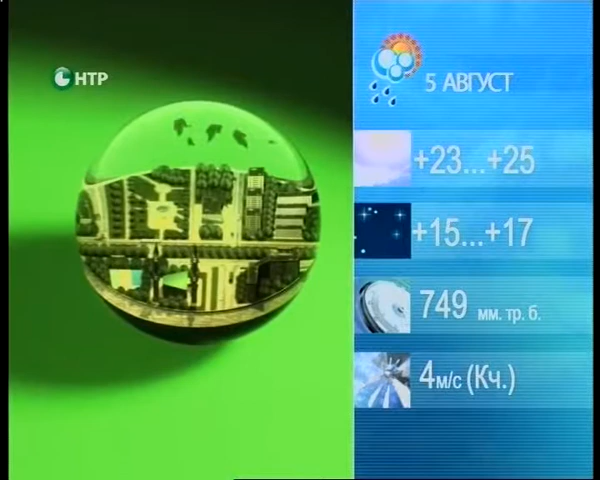 НТР
5 АВГУСТ
+23...+25
+15...+17
749 мм. тр. б.
4м/с (Кч.)